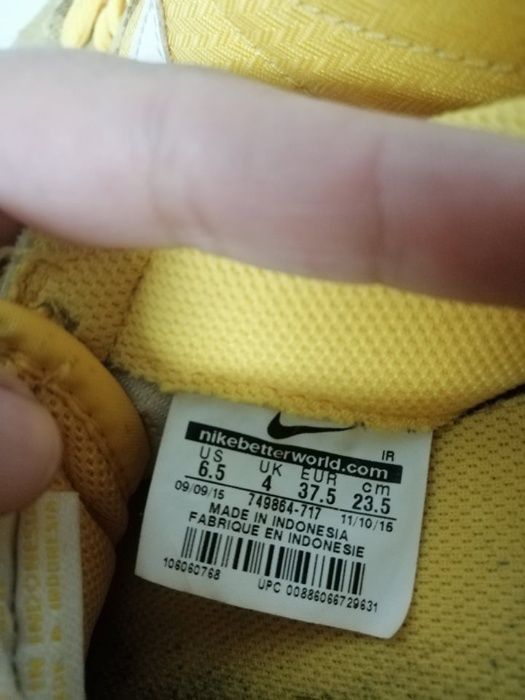 nikebetterworld.com
IR
US UK EUR cm
6.5 4 37.5 23.5
09/09/15 749864-717 11/10/15
MADE IN INDONESIA
FABRIQUE EN INDONESIE
106060768
UPC 00886066729631